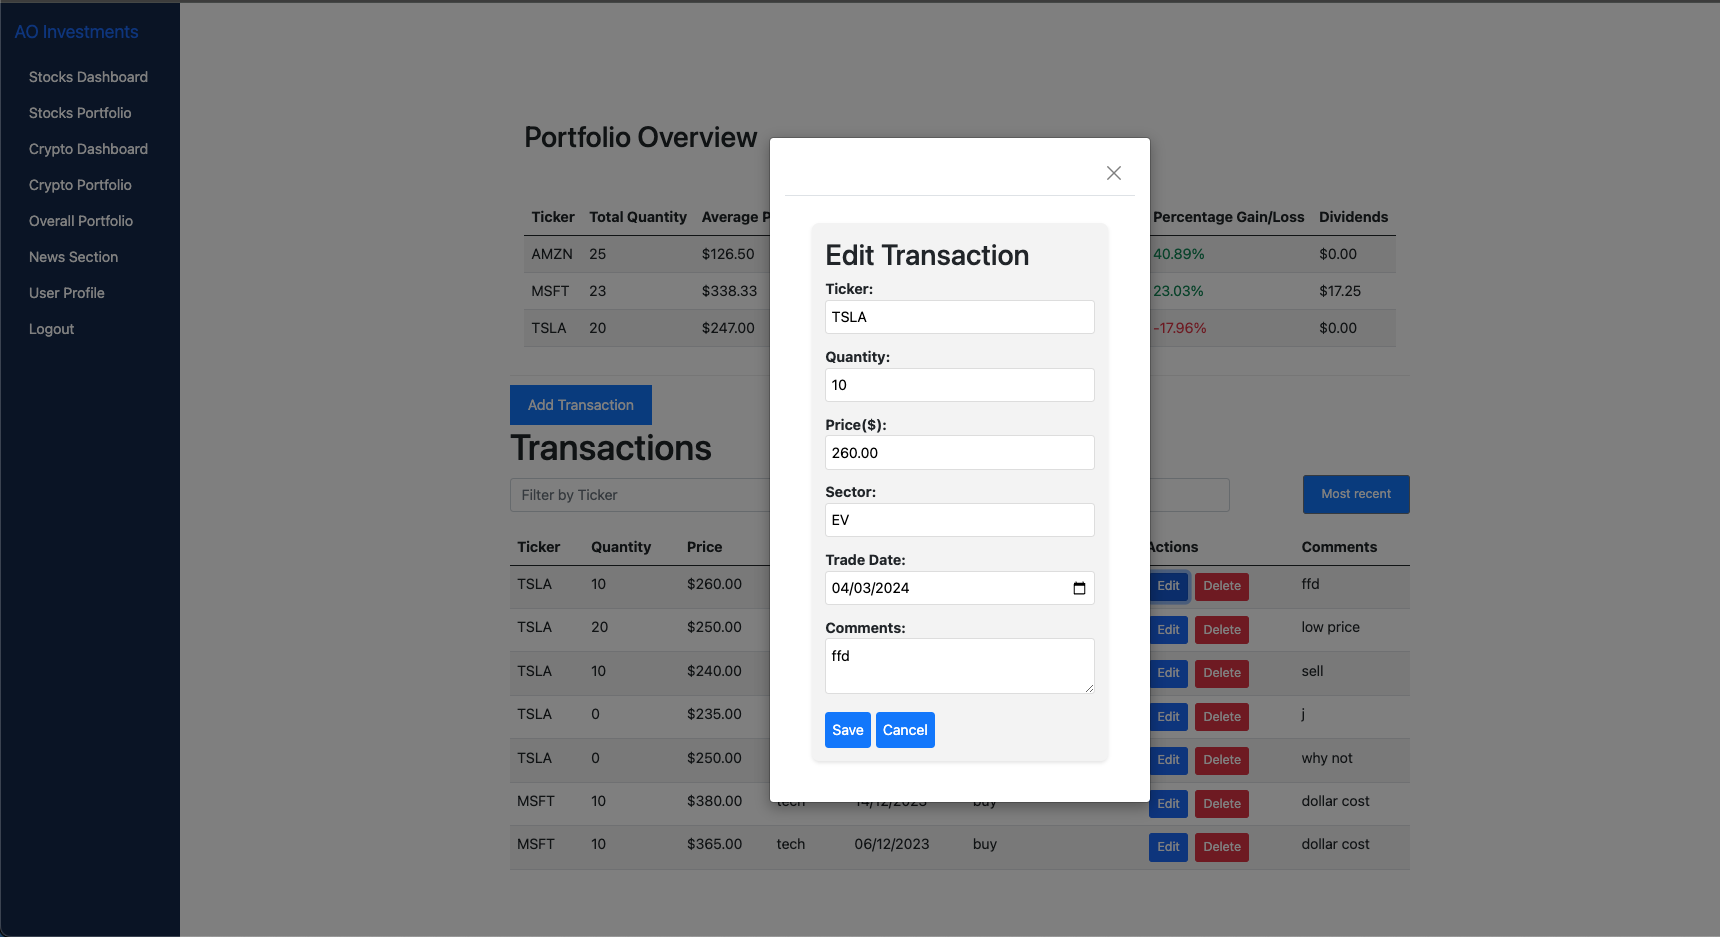 AO Investments
Stocks Dashboard
Stocks Portfolio
Crypto Dashboard
Crypto Portfolio
Overall Portfolio
News Section
User Profile
Logout
Portfolio Overview
Ticker Total Quantity Average P Percentage Gain/Loss Dividends
AMZN 25 $126.50 40.89% $0.00
MSFT 23 $338.33 23.03% $17.25
TSLA 20 $247.00 -17.96% $0.00
Add Transaction
Transactions
Filter by Ticker Most recent
Ticker Quantity Price Actions Comments
TSLA 10 $260.00 Edit Delete ffd
TSLA 20 $250.00 Edit Delete low price
TSLA 10 $240.00 Edit Delete sell
TSLA 0 $235.00 Edit Delete j
TSLA 0 $250.00 Edit Delete why not
MSFT 10 $380.00 tech 14/12/2023 buy Edit Delete dollar cost
MSFT 10 $365.00 tech 06/12/2023 buy Edit Delete dollar cost
Edit Transaction
Ticker:
TSLA
Quantity:
10
Price($):
260.00
Sector:
EV
Trade Date:
04/03/2024
Comments:
ffd
Save Cancel